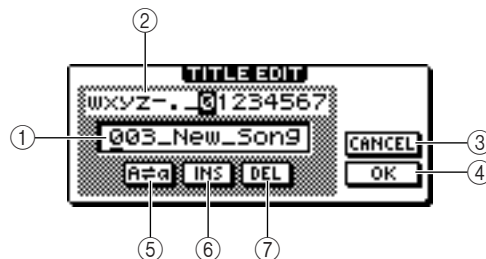 ②
TITLE EDIT
wxyz-._01234567
① 003_New_Song
CANCEL ③
OK ④
A⇄a INS DEL
⑤ ⑥ ⑦